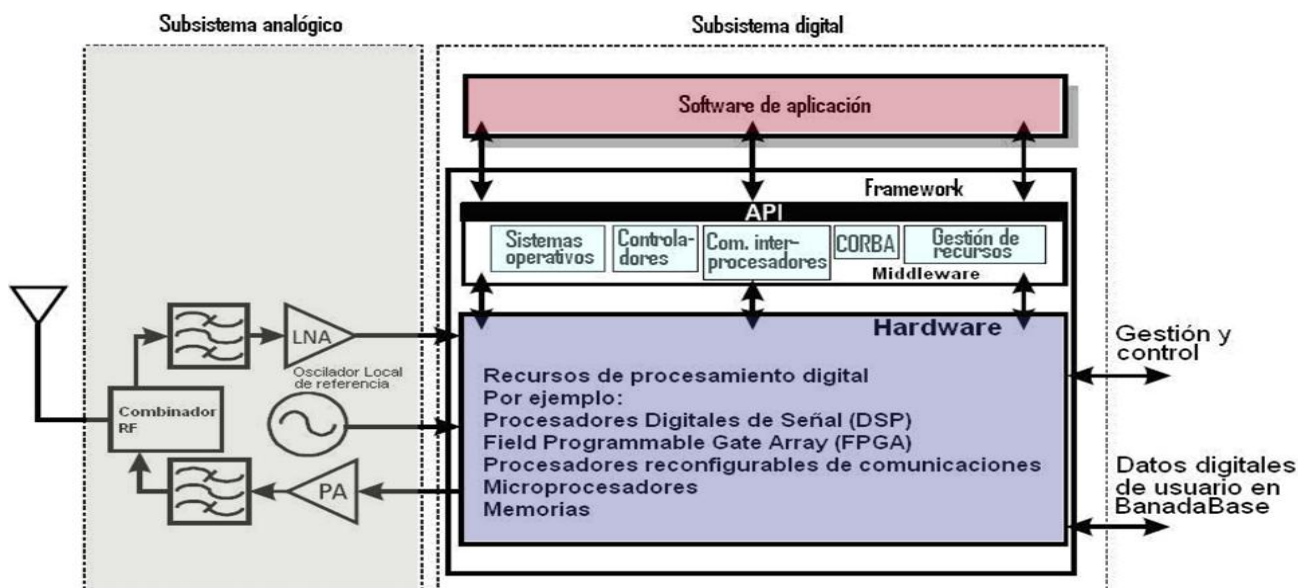 Subsistema analógico
Subsistema digital
Software de aplicación
Framework
API
Sistemas
operativos
Controla-
dores
Com. inter-
procesadores
CORBA
Gestión de
recursos
Middleware
LNA
Oscilador Local
de referencia
Combinador
RF
PA
Hardware
Recursos de procesamiento digital
Por ejemplo:
Procesadores Digitales de Señal (DSP)
Field Programmable Gate Array (FPGA)
Procesadores reconfigurables de comunicaciones
Microprocesadores
Memorias
Gestión y
control
Datos digitales
de usuario en
BanadaBase